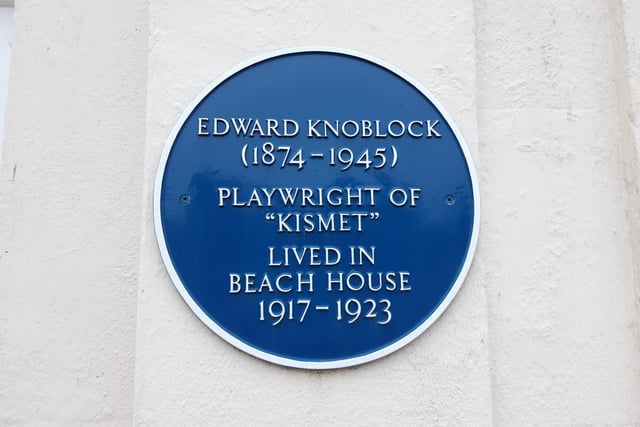 EDWARD KNOBLOCK
(1874–1945)
PLAYWRIGHT OF
“KISMET”
LIVED IN
BEACH HOUSE
1917–1923